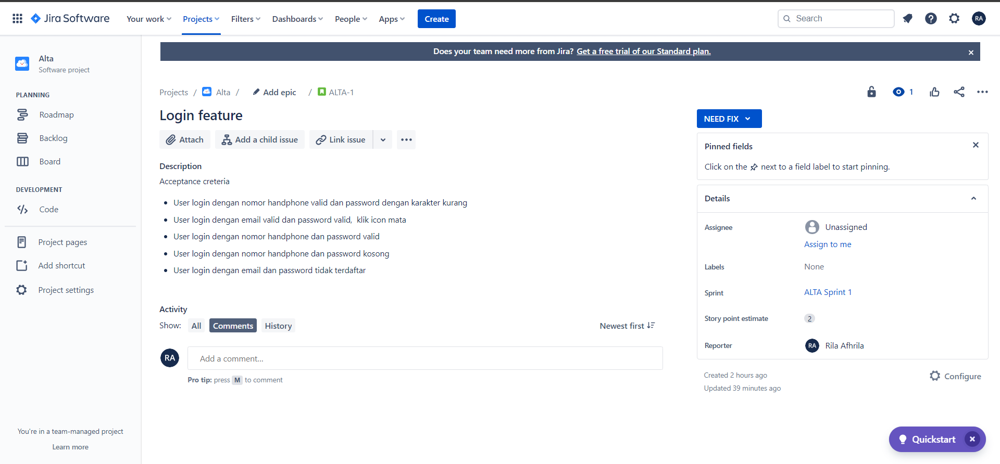 Jira Software
Your work
Projects
Filters
Dashboards
People
Apps
Create
Search
RA
Does your team need more from Jira? Get a free trial of our Standard plan.
Alta
Software project
PLANNING
Roadmap
Backlog
Board
DEVELOPMENT
Code
Project pages
Add shortcut
Project settings
You're in a team-managed project
Learn more
Projects / Alta / Add epic / ALTA-1
1
Login feature
Attach
Add a child issue
Link issue
Description
Acceptance creteria
User login dengan nomor handphone valid dan password dengan karakter kurang
User login dengan email valid dan password valid, klik icon mata
User login dengan nomor handphone dan password valid
User login dengan nomor handphone dan password kosong
User login dengan email dan password tidak terdaftar
Activity
Show: All Comments History
Newest first
RA
Add a comment...
Pro tip: press M to comment
NEED FIX
Pinned fields
Click on the next to a field label to start pinning.
Details
Assignee
Unassigned
Assign to me
Labels
None
Sprint
ALTA Sprint 1
Story point estimate
2
Reporter
RA Rila Afhrila
Created 2 hours ago
Updated 39 minutes ago
Configure
Quickstart